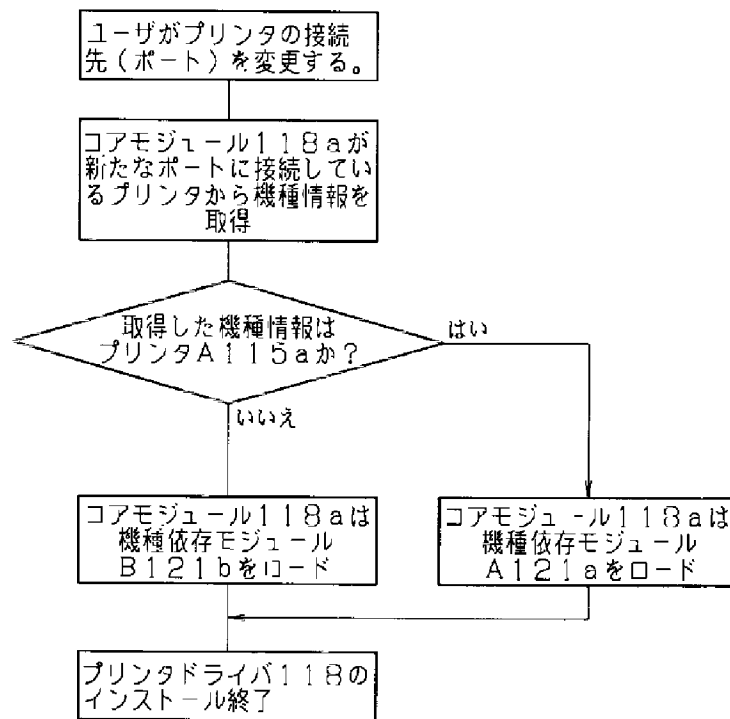 ユーザがプリンタの接続
先（ポート）を変更する。
コアモジュール１１８ａが
新たなポートに接続してい
るプリンタから機種情報を
取得
取得した機種情報は
プリンタＡ１１５ａか？
はい
いいえ
コアモジュール１１８ａは
機種依存モジュール
Ｂ１２１ｂをロード
コアモジュール１１８ａは
機種依存モジュール
Ａ１２１ａをロード
プリンタドライバ１１８の
インストール終了